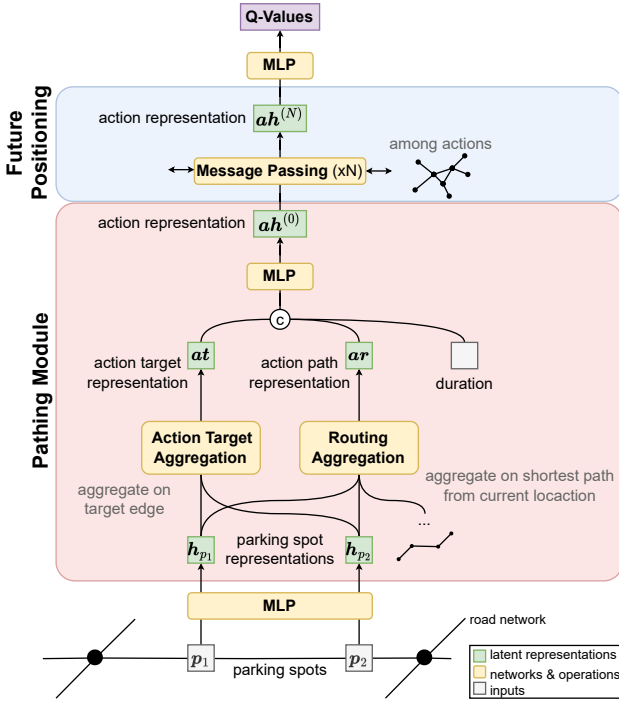 Q-Values
MLP
Future
Positioning
action representation
ah^(N)
among actions
Message Passing (xN)
action representation
ah^(0)
MLP
c
Pathing Module
at
ar
action target
representation
action path
representation
duration
Action Target
Aggregation
Routing
Aggregation
aggregate on
target edge
aggregate on shortest path
from current locaction
...
h_p1
parking spot
representations
h_p2
MLP
road network
p1
parking spots
p2
latent representations
networks & operations
inputs